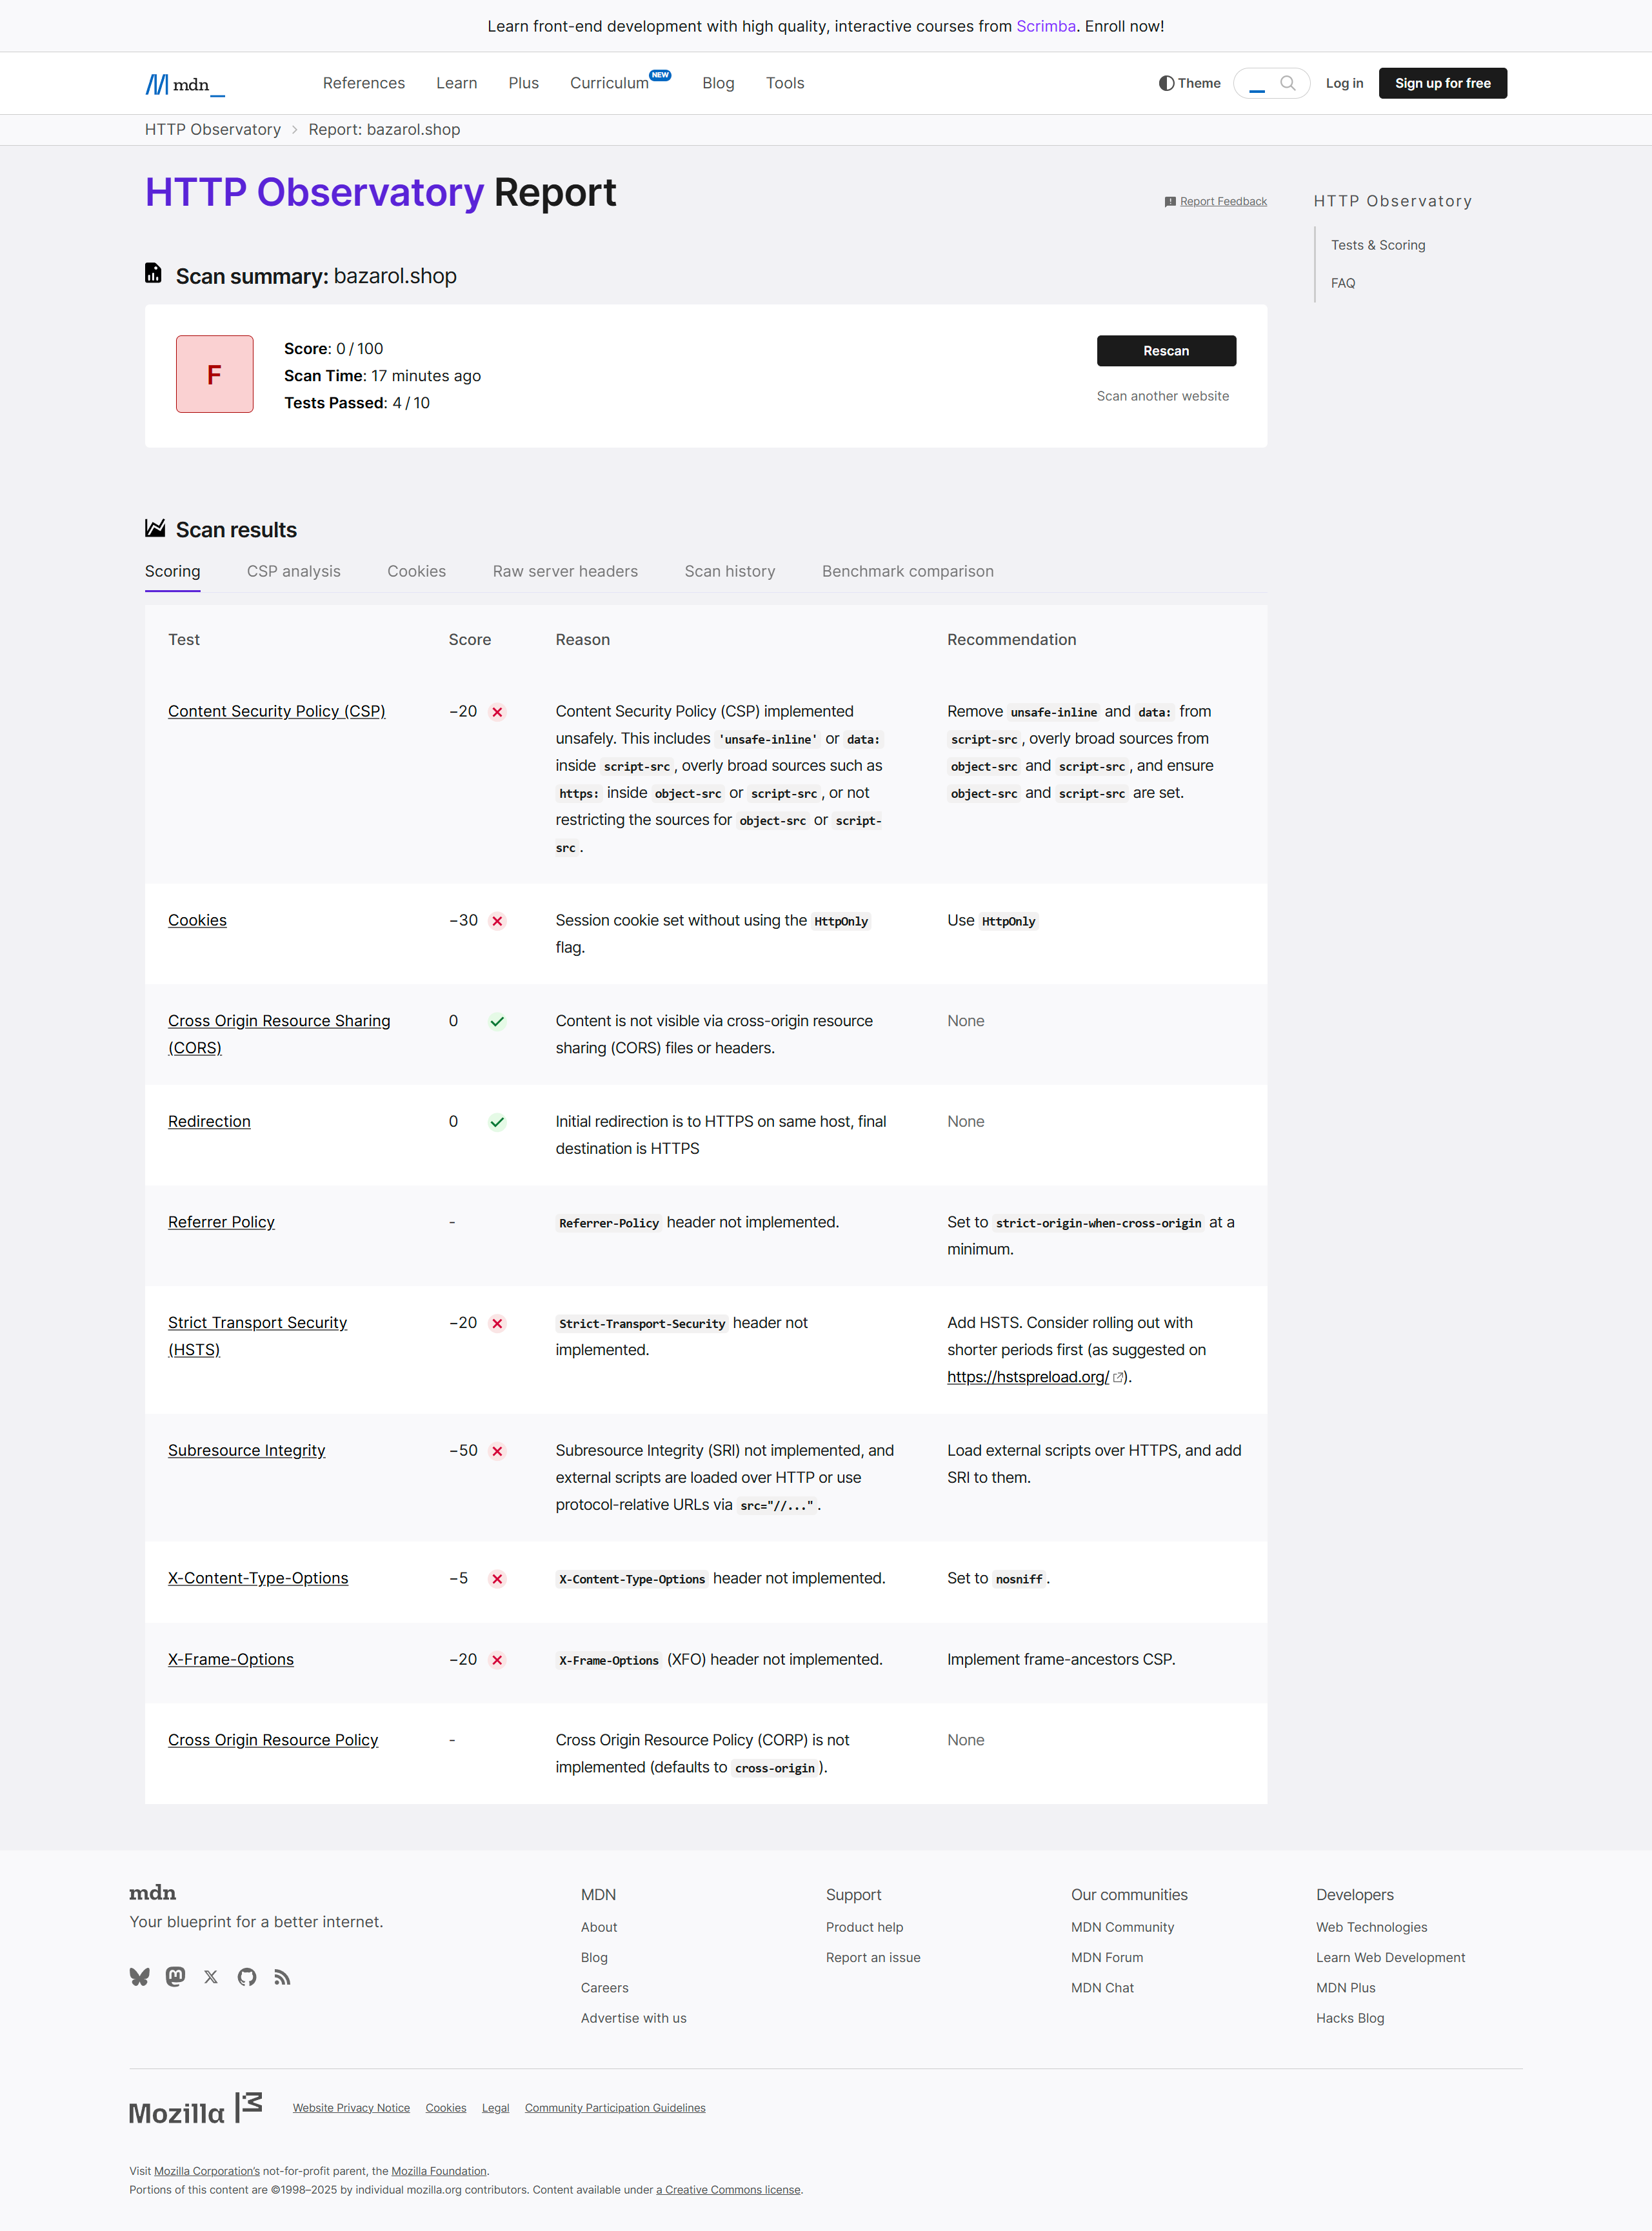 Learn front-end development with high quality, interactive courses from Scrimba. Enroll now!
mdn_
References Learn Plus Curriculum NEW Blog Tools
Theme Log in Sign up for free
HTTP Observatory Report: bazarol.shop
HTTP Observatory Report
Report Feedback
HTTP Observatory
Tests & Scoring
FAQ
Scan summary: bazarol.shop
F
Score: 0 / 100
Scan Time: 17 minutes ago
Tests Passed: 4 / 10
Rescan
Scan another website
Scan results
Scoring CSP analysis Cookies Raw server headers Scan history Benchmark comparison
Test Score Reason Recommendation
Content Security Policy (CSP)
−20
Content Security Policy (CSP) implemented
unsafely. This includes 'unsafe-inline' or data:
inside script-src, overly broad sources such as
https: inside object-src or script-src, or not
restricting the sources for object-src or script-
src.
Remove unsafe-inline and data: from
script-src, overly broad sources from
object-src and script-src, and ensure
object-src and script-src are set.
Cookies
−30
Session cookie set without using the HttpOnly
flag.
Use HttpOnly
Cross Origin Resource Sharing
(CORS)
0
Content is not visible via cross-origin resource
sharing (CORS) files or headers.
None
Redirection
0
Initial redirection is to HTTPS on same host, final
destination is HTTPS
None
Referrer Policy
-
Referrer-Policy header not implemented.
Set to strict-origin-when-cross-origin at a
minimum.
Strict Transport Security
(HSTS)
−20
Strict-Transport-Security header not
implemented.
Add HSTS. Consider rolling out with
shorter periods first (as suggested on
https://hstspreload.org/).
Subresource Integrity
−50
Subresource Integrity (SRI) not implemented, and
external scripts are loaded over HTTP or use
protocol-relative URLs via src="//...".
Load external scripts over HTTPS, and add
SRI to them.
X-Content-Type-Options
−5
X-Content-Type-Options header not implemented.
Set to nosniff.
X-Frame-Options
−20
X-Frame-Options (XFO) header not implemented.
Implement frame-ancestors CSP.
Cross Origin Resource Policy
-
Cross Origin Resource Policy (CORP) is not
implemented (defaults to cross-origin).
None
mdn
Your blueprint for a better internet.
MDN
About
Blog
Careers
Advertise with us
Support
Product help
Report an issue
Our communities
MDN Community
MDN Forum
MDN Chat
Developers
Web Technologies
Learn Web Development
MDN Plus
Hacks Blog
Mozilla
Website Privacy Notice Cookies Legal Community Participation Guidelines
Visit Mozilla Corporation's not-for-profit parent, the Mozilla Foundation.
Portions of this content are ©1998–2025 by individual mozilla.org contributors. Content available under a Creative Commons license.